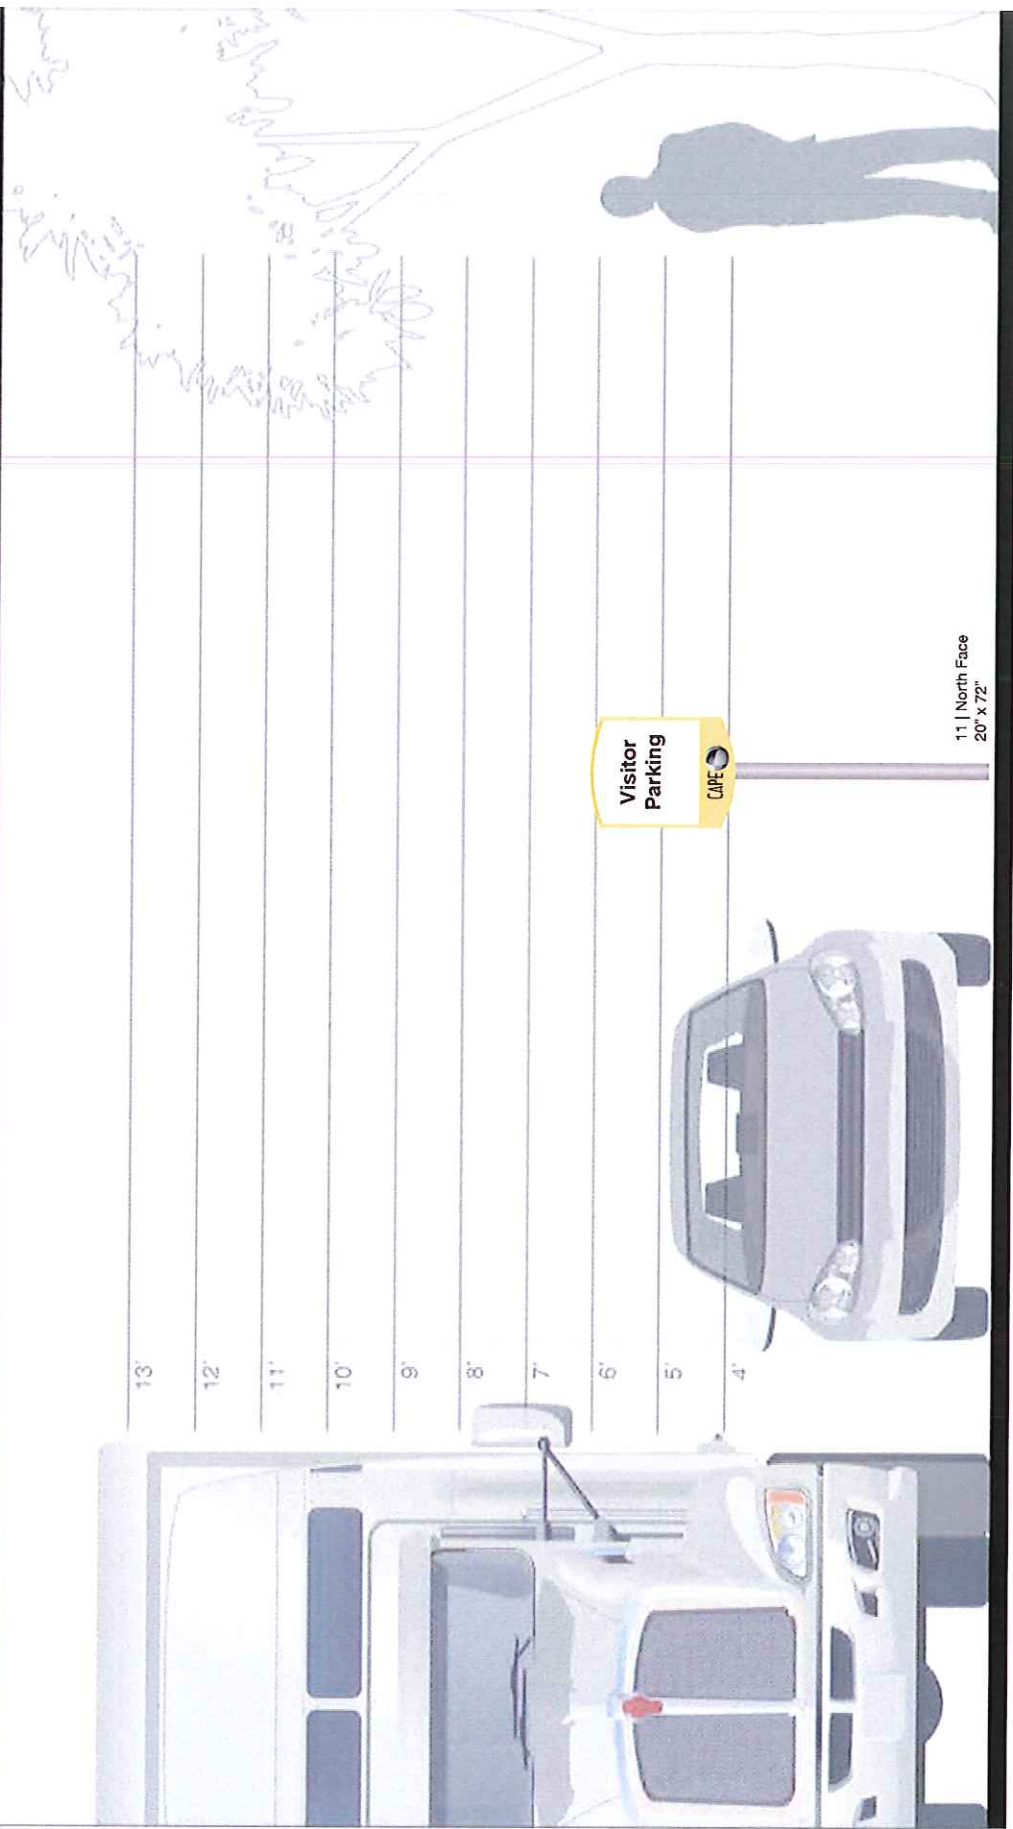 13'
12'
11'
10'
9'
8'
7'
6'
5'
4'
Visitor
Parking
CAPE
11 | North Face
20" x 72"